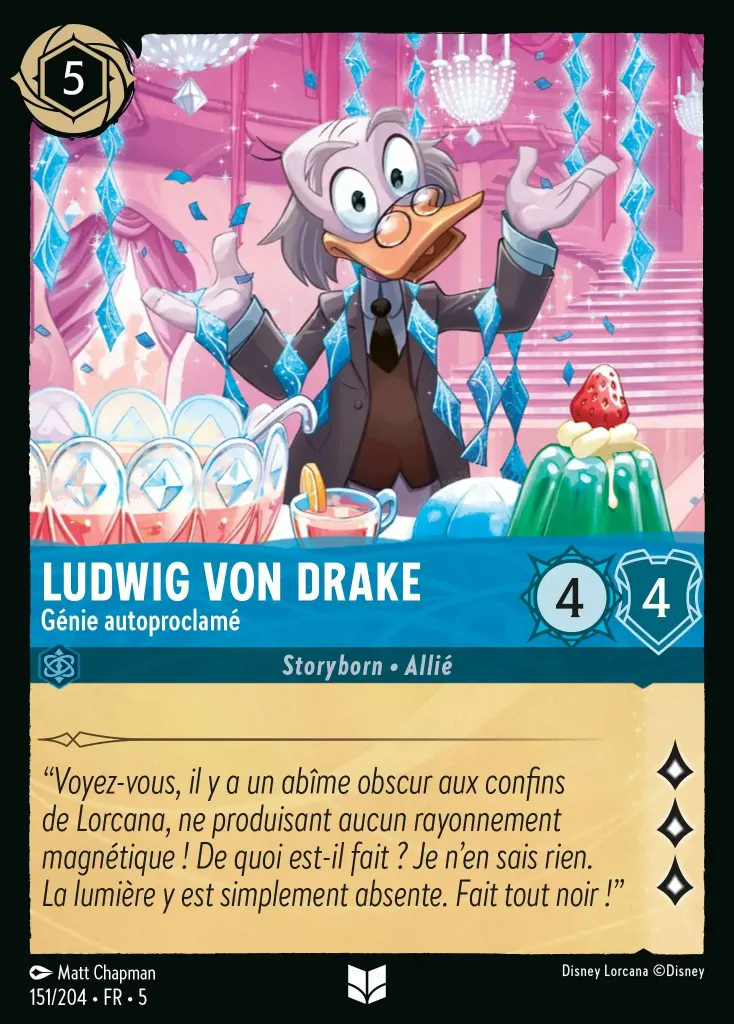 5
LUDWIG VON DRAKE
Génie autoproclamé
4
4
Storyborn • Allié
“Voyez-vous, il y a un abîme obscur aux confins
de Lorcana, ne produisant aucun rayonnement
magnétique ! De quoi est-il fait ? Je n’en sais rien.
La lumière y est simplement absente. Fait tout noir !”
Matt Chapman
151/204 • FR • 5
Disney Lorcana ©Disney